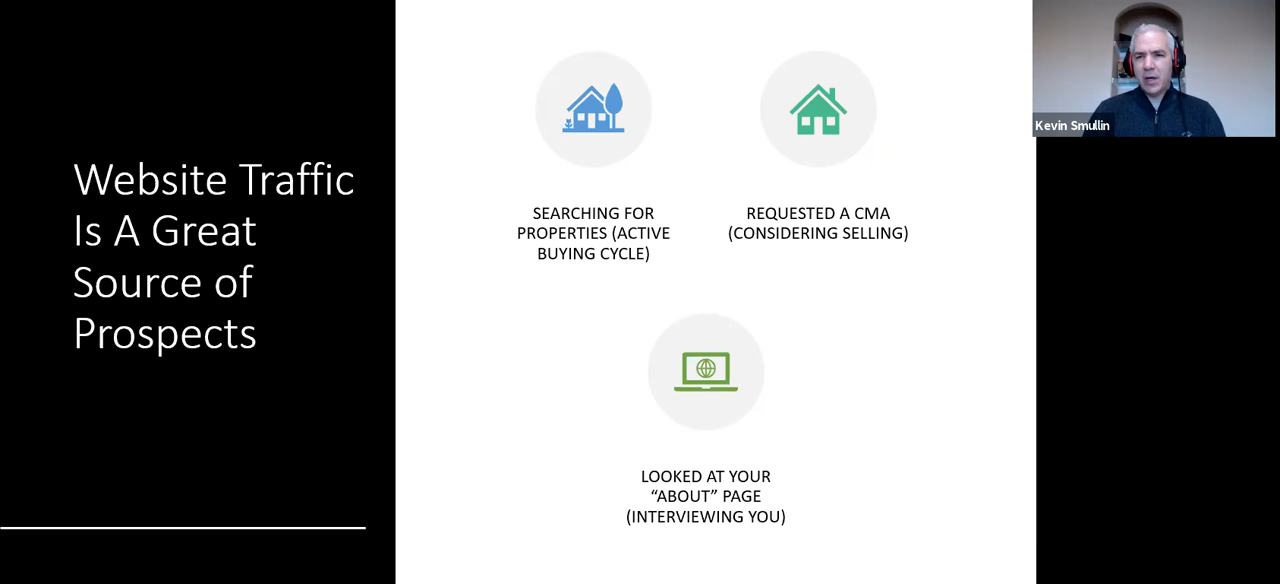 Website Traffic
Is A Great
Source of
Prospects
SEARCHING FOR
PROPERTIES (ACTIVE
BUYING CYCLE)
REQUESTED A CMA
(CONSIDERING SELLING)
LOOKED AT YOUR
“ABOUT” PAGE
(INTERVIEWING YOU)
Kevin Smullin